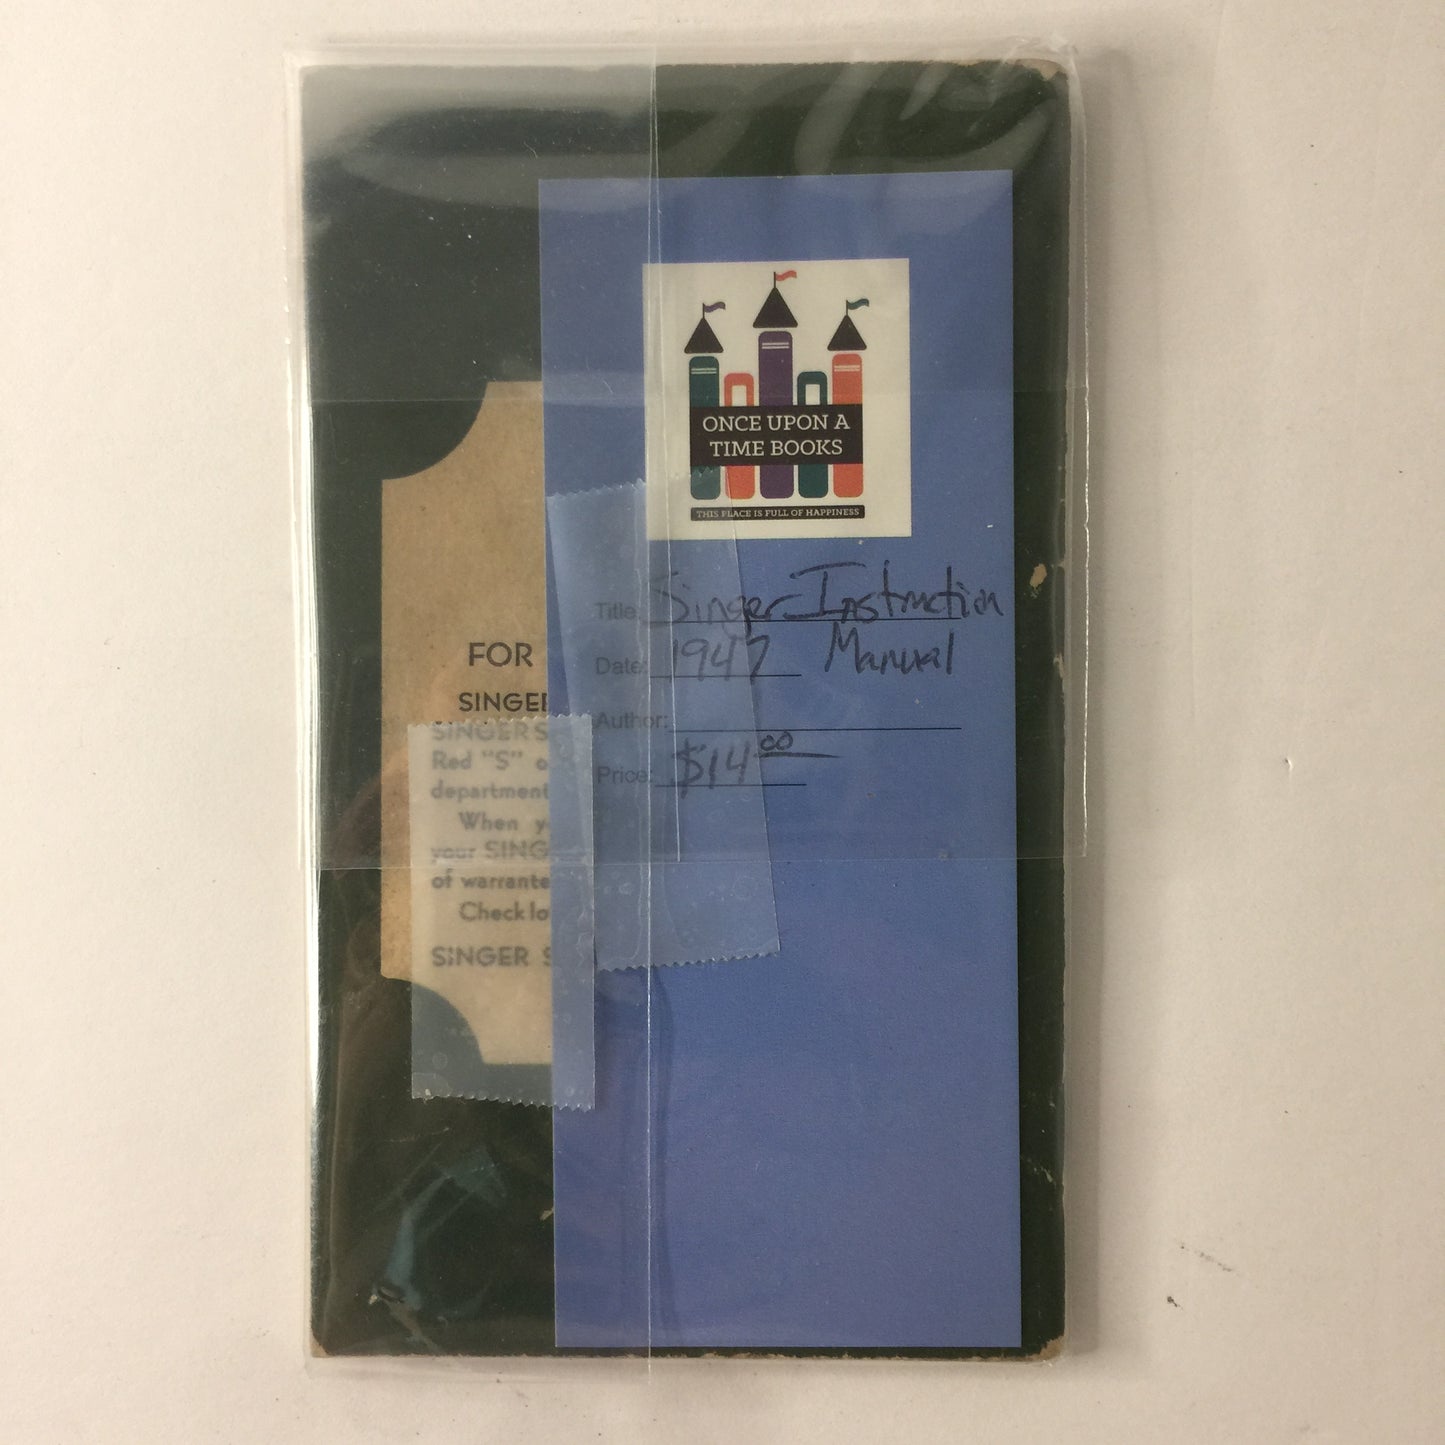 ONCE UPON A
TIME BOOKS
THIS PLACE IS FULL OF HAPPINESS
Title: Singer Instruction
Date: 1947 Manual
Author:
Price: $14.00
FOR
SINGER
SINGER S
Red "S" o
department
When y
your SING
of warrante
Check lo
SINGER S